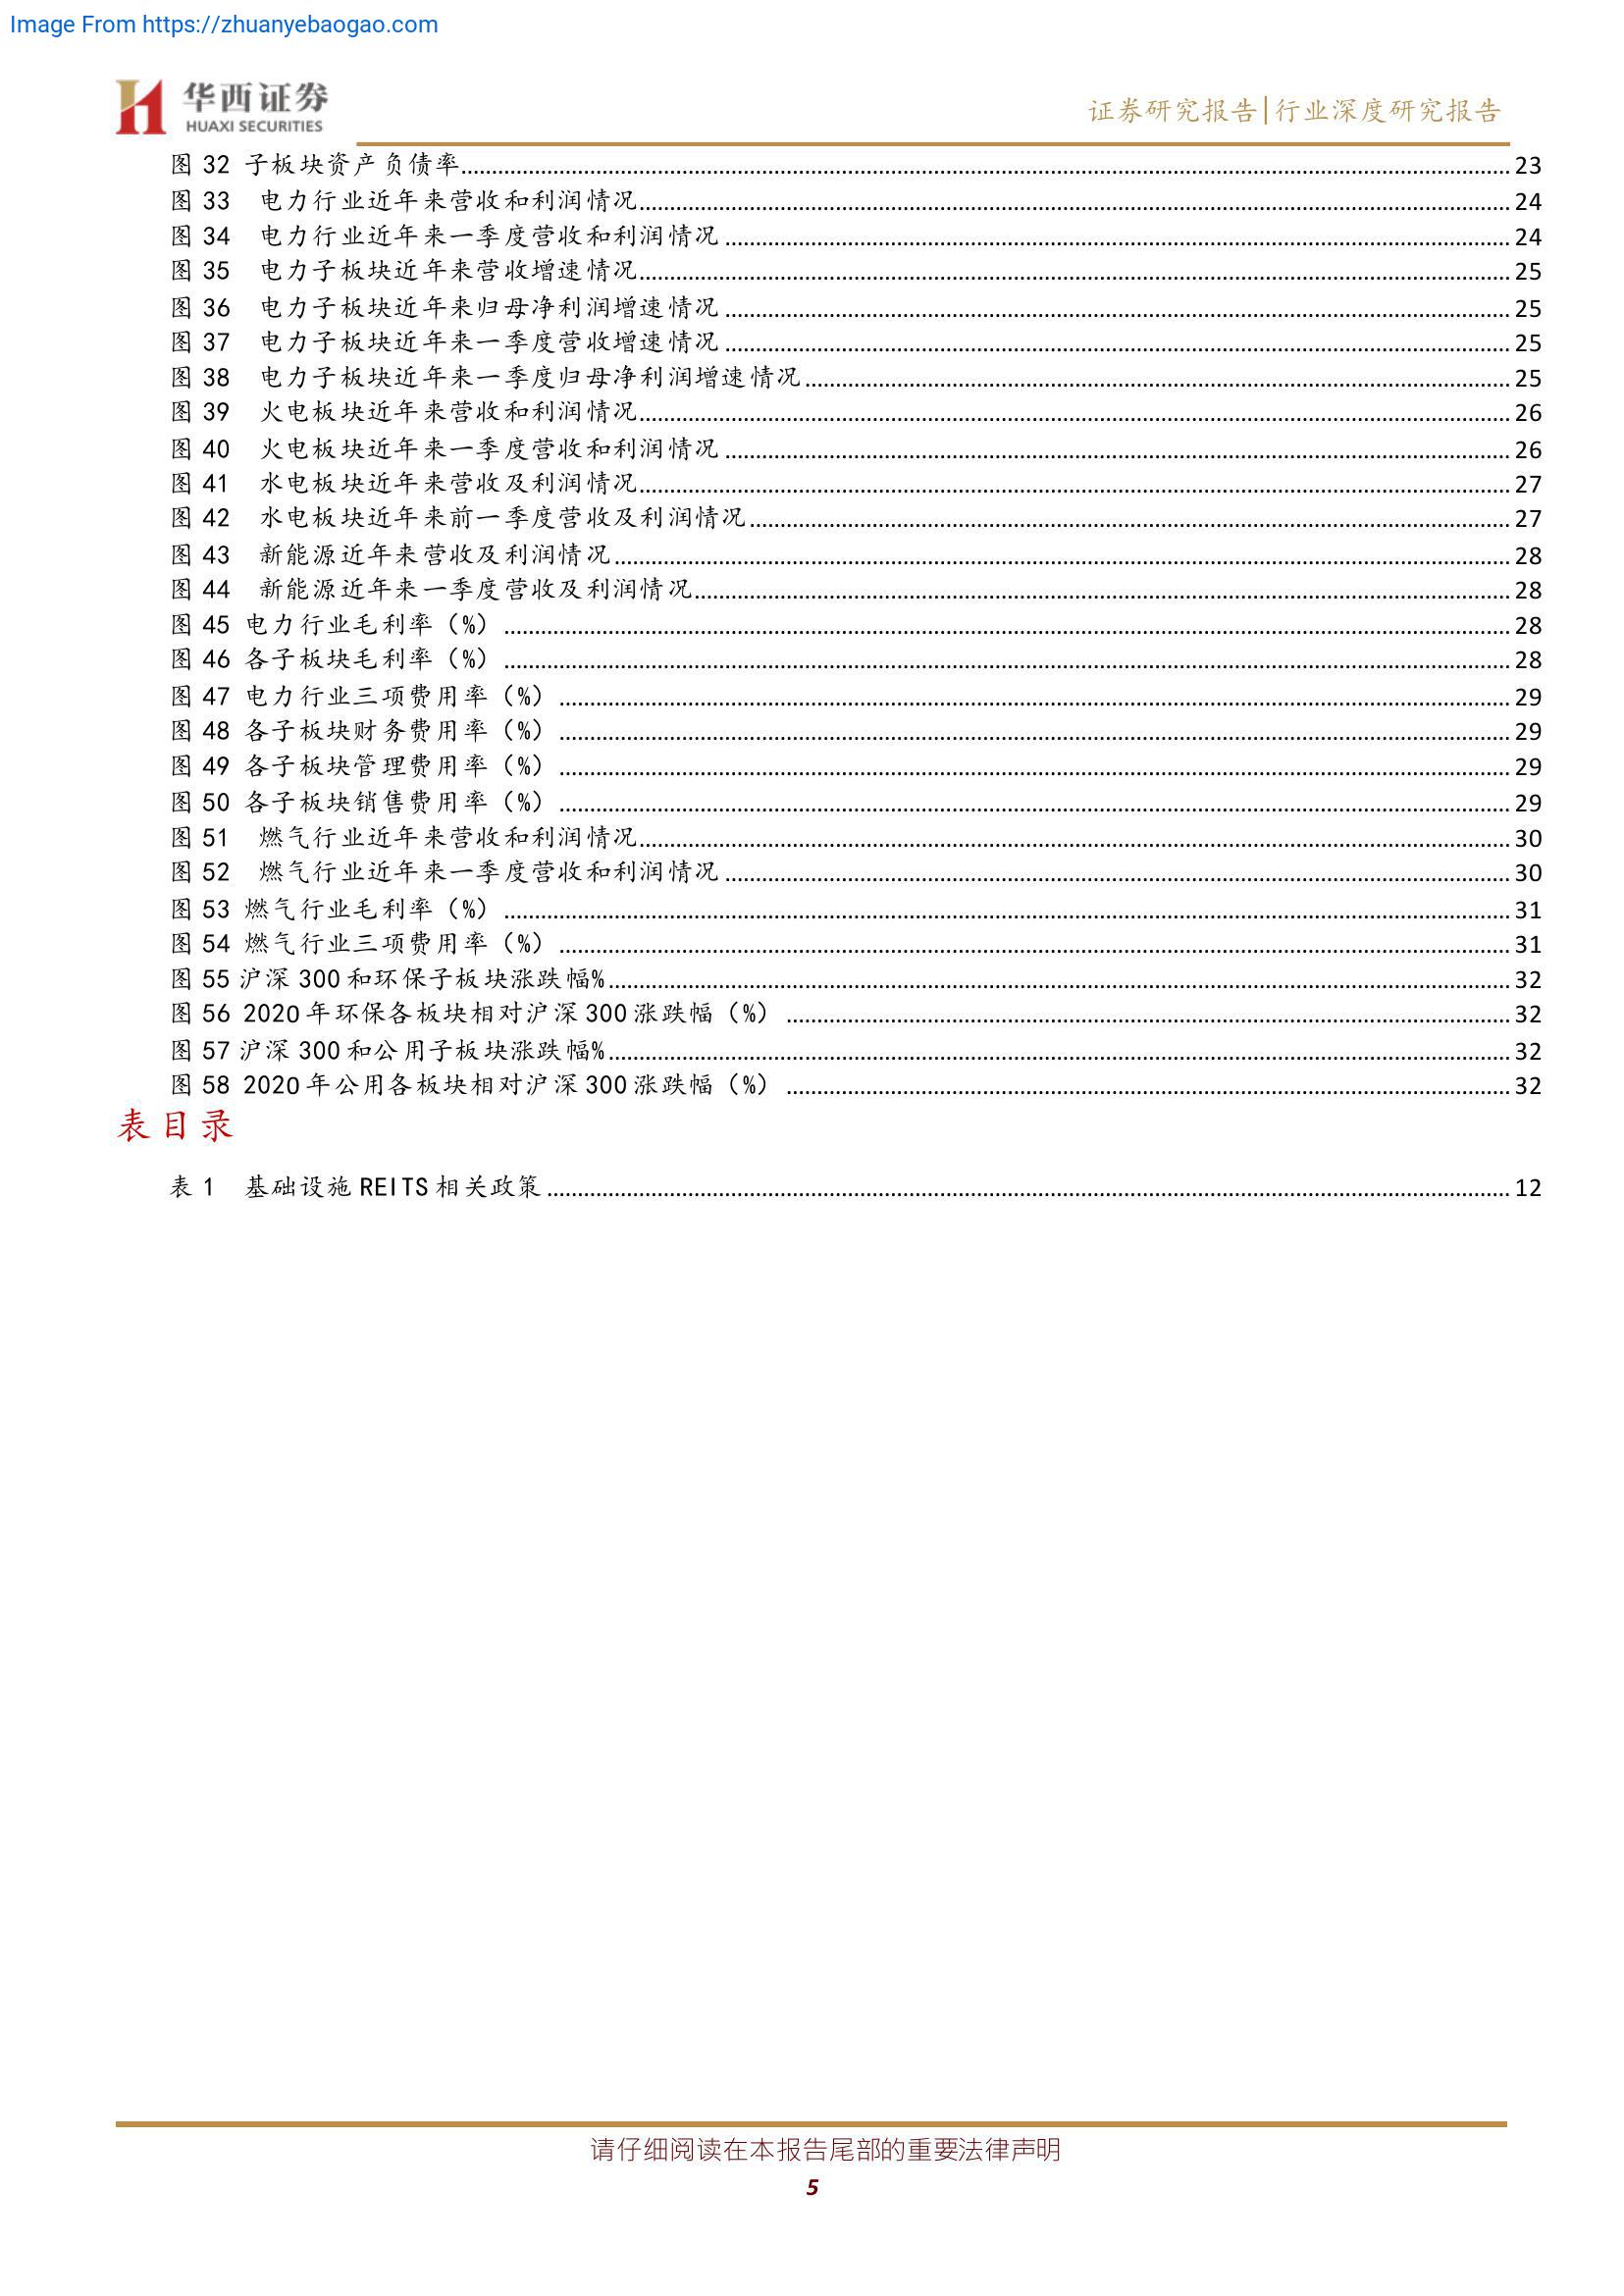 Image From https://zhuanyebaogao.com
华西证券
HUAXI SECURITIES
证券研究报告|行业深度研究报告
图 32 子板块资产负债率 23
图 33 电力行业近年来营收和利润情况 24
图 34 电力行业近年来一季度营收和利润情况 24
图 35 电力子板块近年来营收增速情况 25
图 36 电力子板块近年来归母净利润增速情况 25
图 37 电力子板块近年来一季度营收增速情况 25
图 38 电力子板块近年来一季度归母净利润增速情况 25
图 39 火电板块近年来营收和利润情况 26
图 40 火电板块近年来一季度营收和利润情况 26
图 41 水电板块近年来营收及利润情况 27
图 42 水电板块近年来前一季度营收及利润情况 27
图 43 新能源近年来营收及利润情况 28
图 44 新能源近年来一季度营收及利润情况 28
图 45 电力行业毛利率（%） 28
图 46 各子板块毛利率（%） 28
图 47 电力行业三项费用率（%） 29
图 48 各子板块财务费用率（%） 29
图 49 各子板块管理费用率（%） 29
图 50 各子板块销售费用率（%） 29
图 51 燃气行业近年来营收和利润情况 30
图 52 燃气行业近年来一季度营收和利润情况 30
图 53 燃气行业毛利率（%） 31
图 54 燃气行业三项费用率（%） 31
图 55 沪深 300 和环保子板块涨跌幅% 32
图 56 2020 年环保各板块相对沪深 300 涨跌幅（%） 32
图 57 沪深 300 和公用子板块涨跌幅% 32
图 58 2020 年公用各板块相对沪深 300 涨跌幅（%） 32
表目录
表 1 基础设施 REITS 相关政策 12
请仔细阅读在本报告尾部的重要法律声明
5